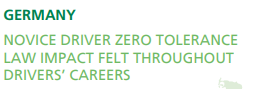 GERMANY
NOVICE DRIVER ZERO TOLERANCE
LAW IMPACT FELT THROUGHOUT
DRIVERS’ CAREERS